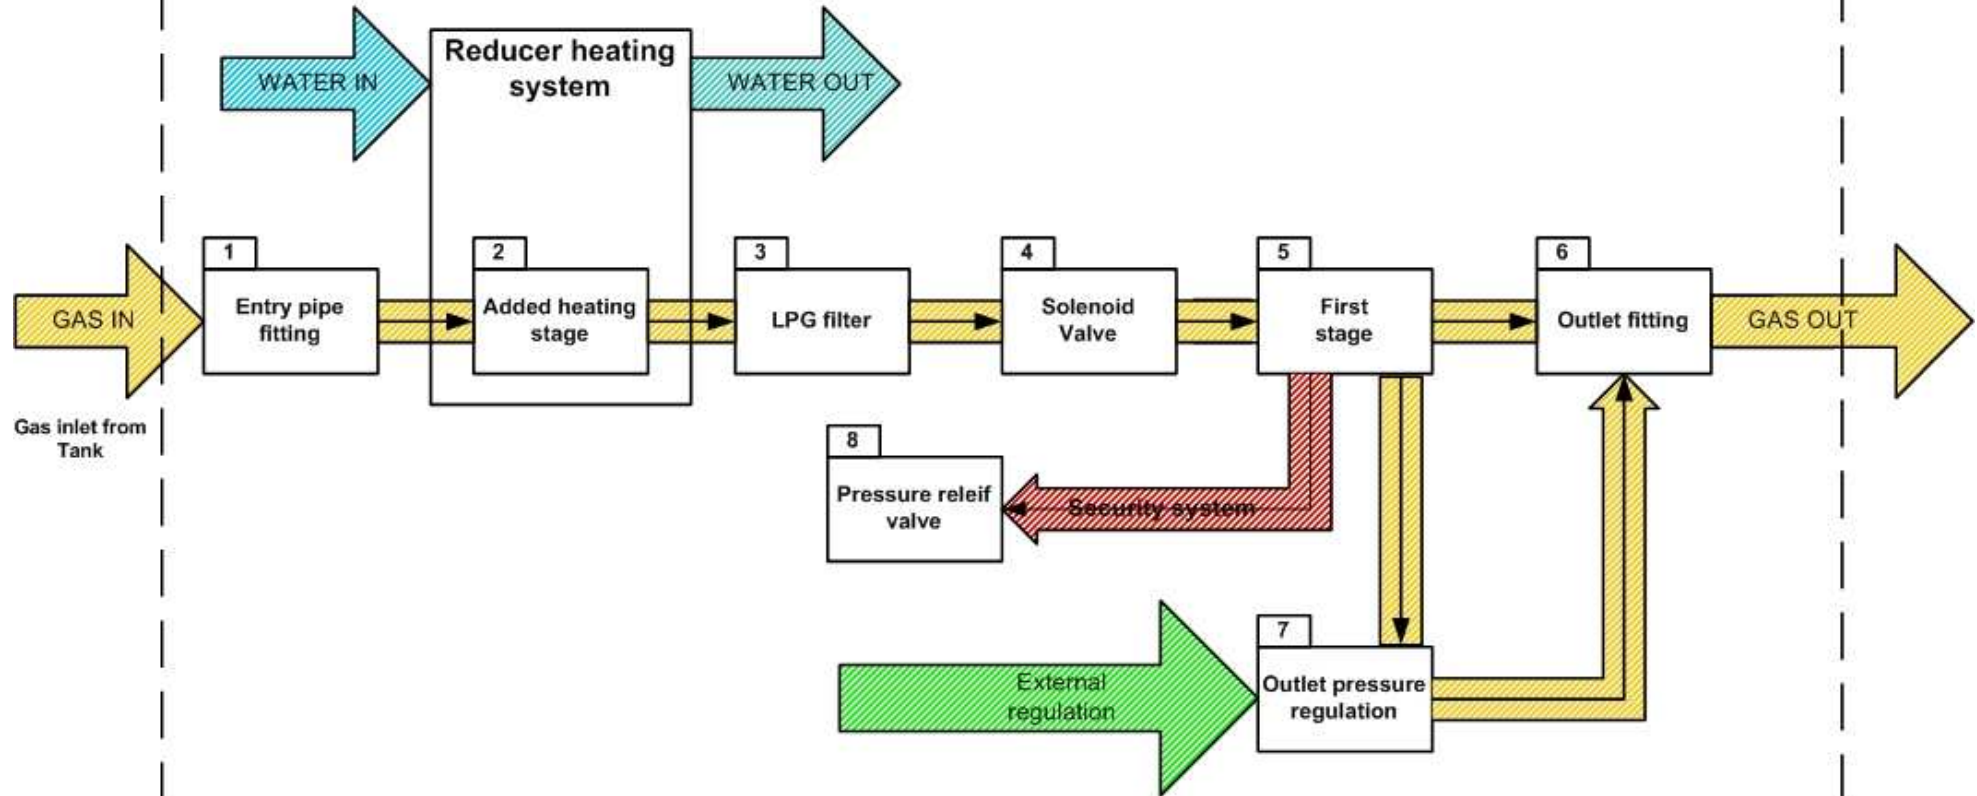 Reducer heating
system
WATER IN
WATER OUT
GAS IN
1
Entry pipe
fitting
2
Added heating
stage
3
LPG filter
4
Solenoid
Valve
5
First
stage
6
Outlet fitting
GAS OUT
Gas inlet from
Tank
8
Pressure releif
valve
Security system
7
Outlet pressure
regulation
External
regulation